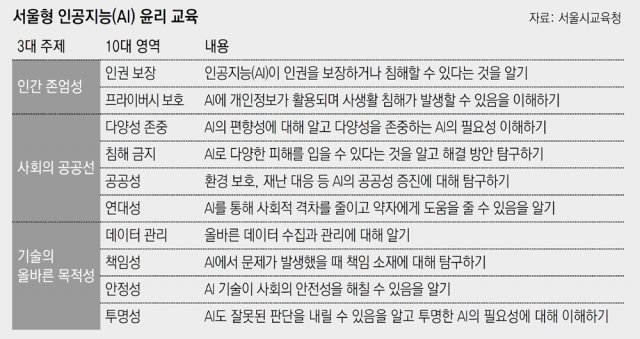 서울형 인공지능(AI) 윤리 교육
자료: 서울시교육청
3대 주제 10대 영역 내용
인간 존엄성
인권 보장 인공지능(AI)이 인권을 보장하거나 침해할 수 있다는 것을 알기
프라이버시 보호 AI에 개인정보가 활용되며 사생활 침해가 발생할 수 있음을 이해하기
사회의 공공선
다양성 존중 AI의 편향성에 대해 알고 다양성을 존중하는 AI의 필요성 이해하기
침해 금지 AI로 다양한 피해를 입을 수 있다는 것을 알고 해결 방안 탐구하기
공공성 환경 보호, 재난 대응 등 AI의 공공성 증진에 대해 탐구하기
연대성 AI를 통해 사회적 격차를 줄이고 약자에게 도움을 줄 수 있음을 알기
기술의
올바른 목적성
데이터 관리 올바른 데이터 수집과 관리에 대해 알기
책임성 AI에서 문제가 발생했을 때 책임 소재에 대해 탐구하기
안정성 AI 기술이 사회의 안전성을 해칠 수 있음을 알기
투명성 AI도 잘못된 판단을 내릴 수 있음을 알고 투명한 AI의 필요성에 대해 이해하기